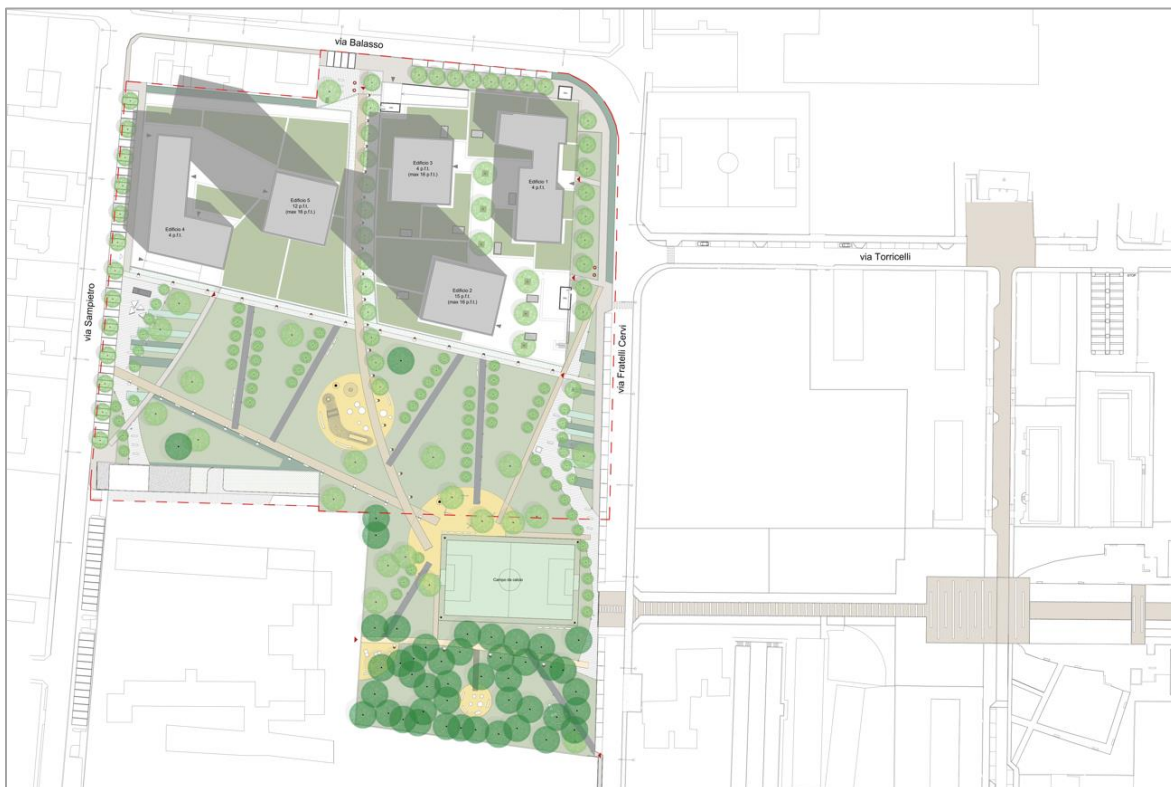 via Balasso
Edificio 3
4 p.f.t.
(max 16 p.f.t.)
Edificio 1
4 p.f.t.
Edificio 5
12 p.f.t.
(max 16 p.f.t.)
Edificio 4
4 p.f.t.
via Torricelli
Edificio 2
15 p.f.t.
(max 16 p.f.t.)
via Sampietro
via Fratelli Cervi
Campo da calcio